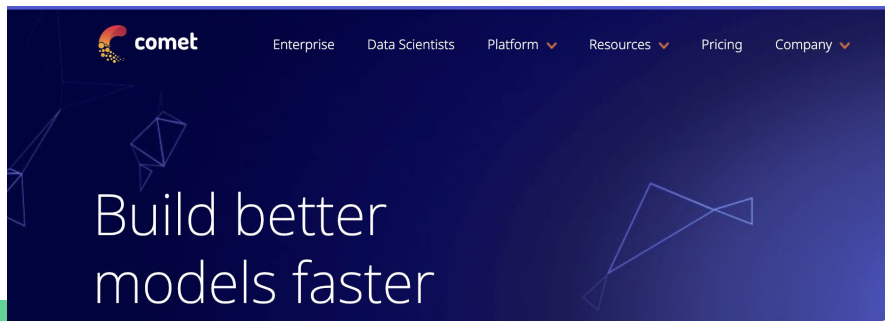 comet Enterprise Data Scientists Platform Resources Pricing Company
Build better
models faster